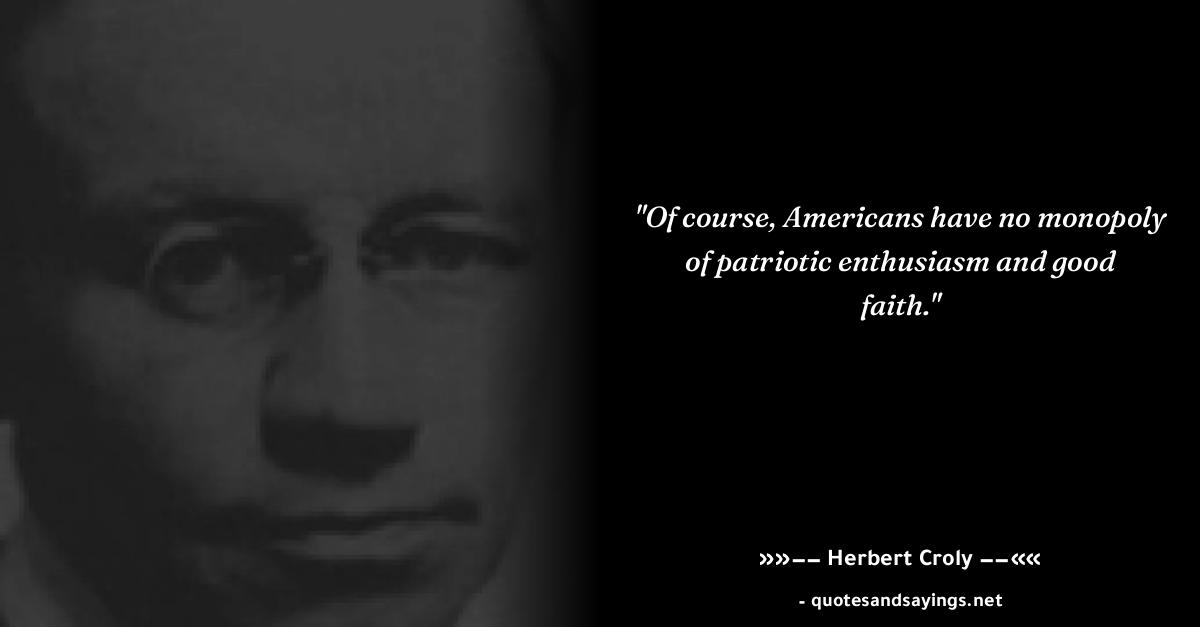 "Of course, Americans have no monopoly
of patriotic enthusiasm and good
faith."
»»−− Herbert Croly −−««
- quotesandsayings.net